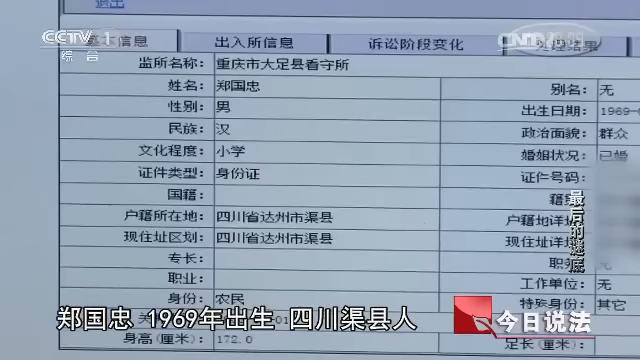 退出
CCTV 1
综合
基本信息 出入所信息 诉讼阶段变化 处理结果
监所名称： 重庆市大足县看守所
姓名： 郑国忠 别名： 无
性别： 男 出生日期： 1969-
民族： 汉 政治面貌： 群众
文化程度： 小学 婚姻状况： 已婚
证件类型： 身份证 证件号码：
国籍： 籍
户籍所在地： 四川省达州市渠县 户籍地详
现住址区划： 四川省达州市渠县 现住址详
专长： 职 无
职业： 工作单位： 无
身份： 农民 特殊身份： 其它
身高(厘米)： 172.0 足长(厘米)：
最后的谜底
郑国忠 1969年出生 四川渠县人
今日说法